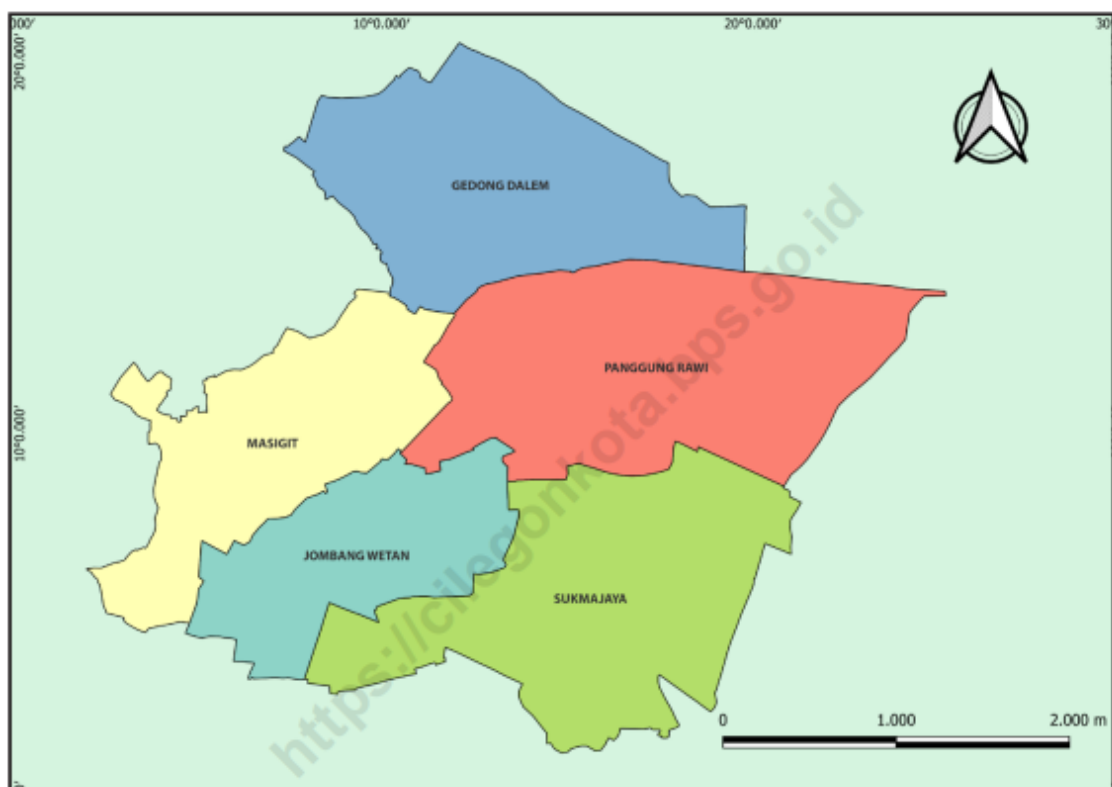 000'
10°0.000'
20°0.000'
30°
20°0.000'
GEDONG DALEM
PANGGUNG RAWI
10°0.000'
MASIGIT
JOMBANG WETAN
SUKMAJAYA
0
1.000
2.000 m
https://cilegonkota.bps.go.id